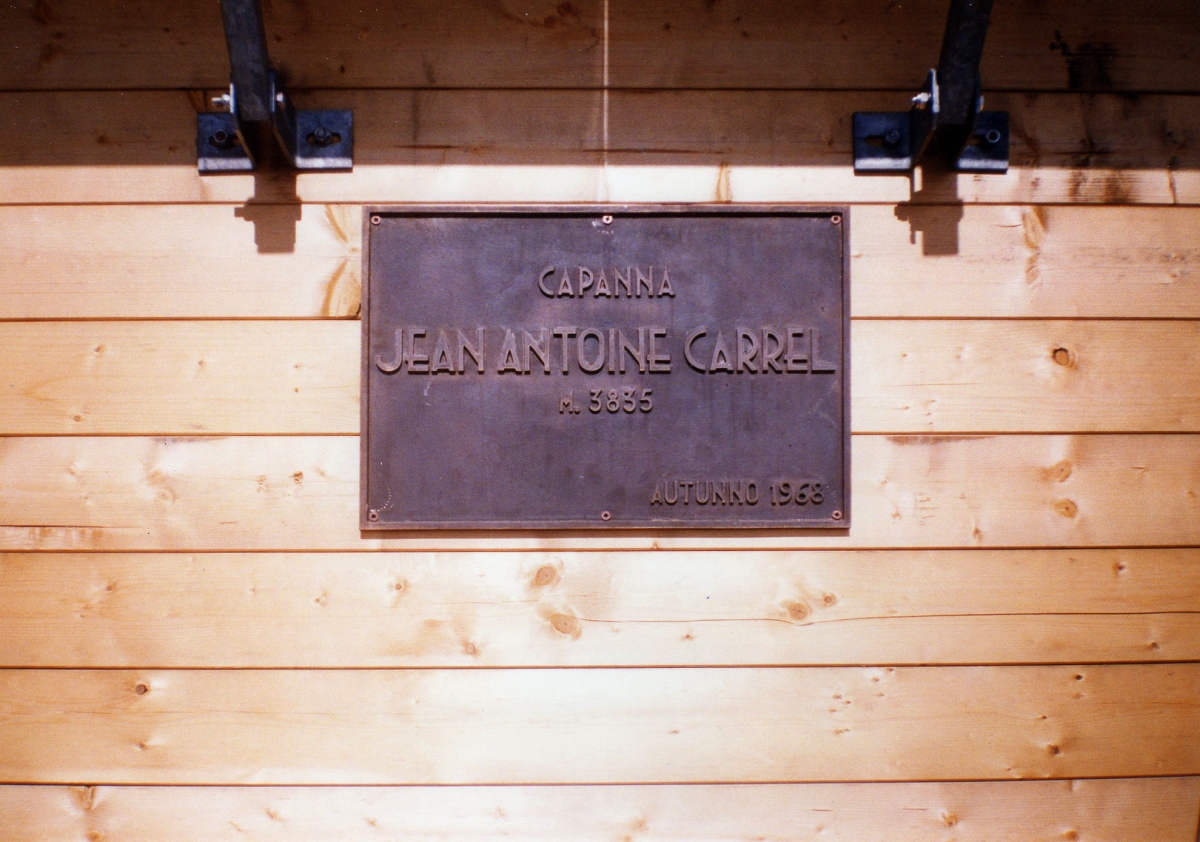 CAPANNA
JEAN ANTOINE CARREL
M. 3835
AUTUNNO 1968